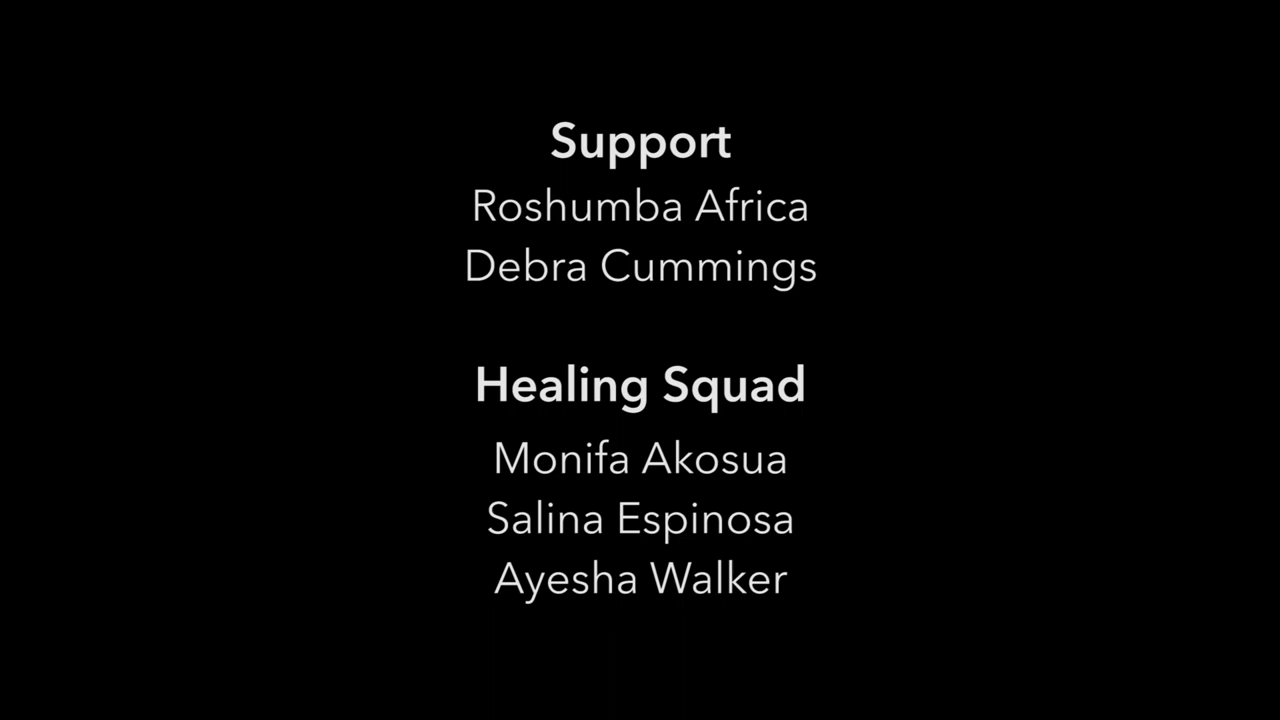 Support
Roshumba Africa
Debra Cummings
Healing Squad
Monifa Akosua
Salina Espinosa
Ayesha Walker